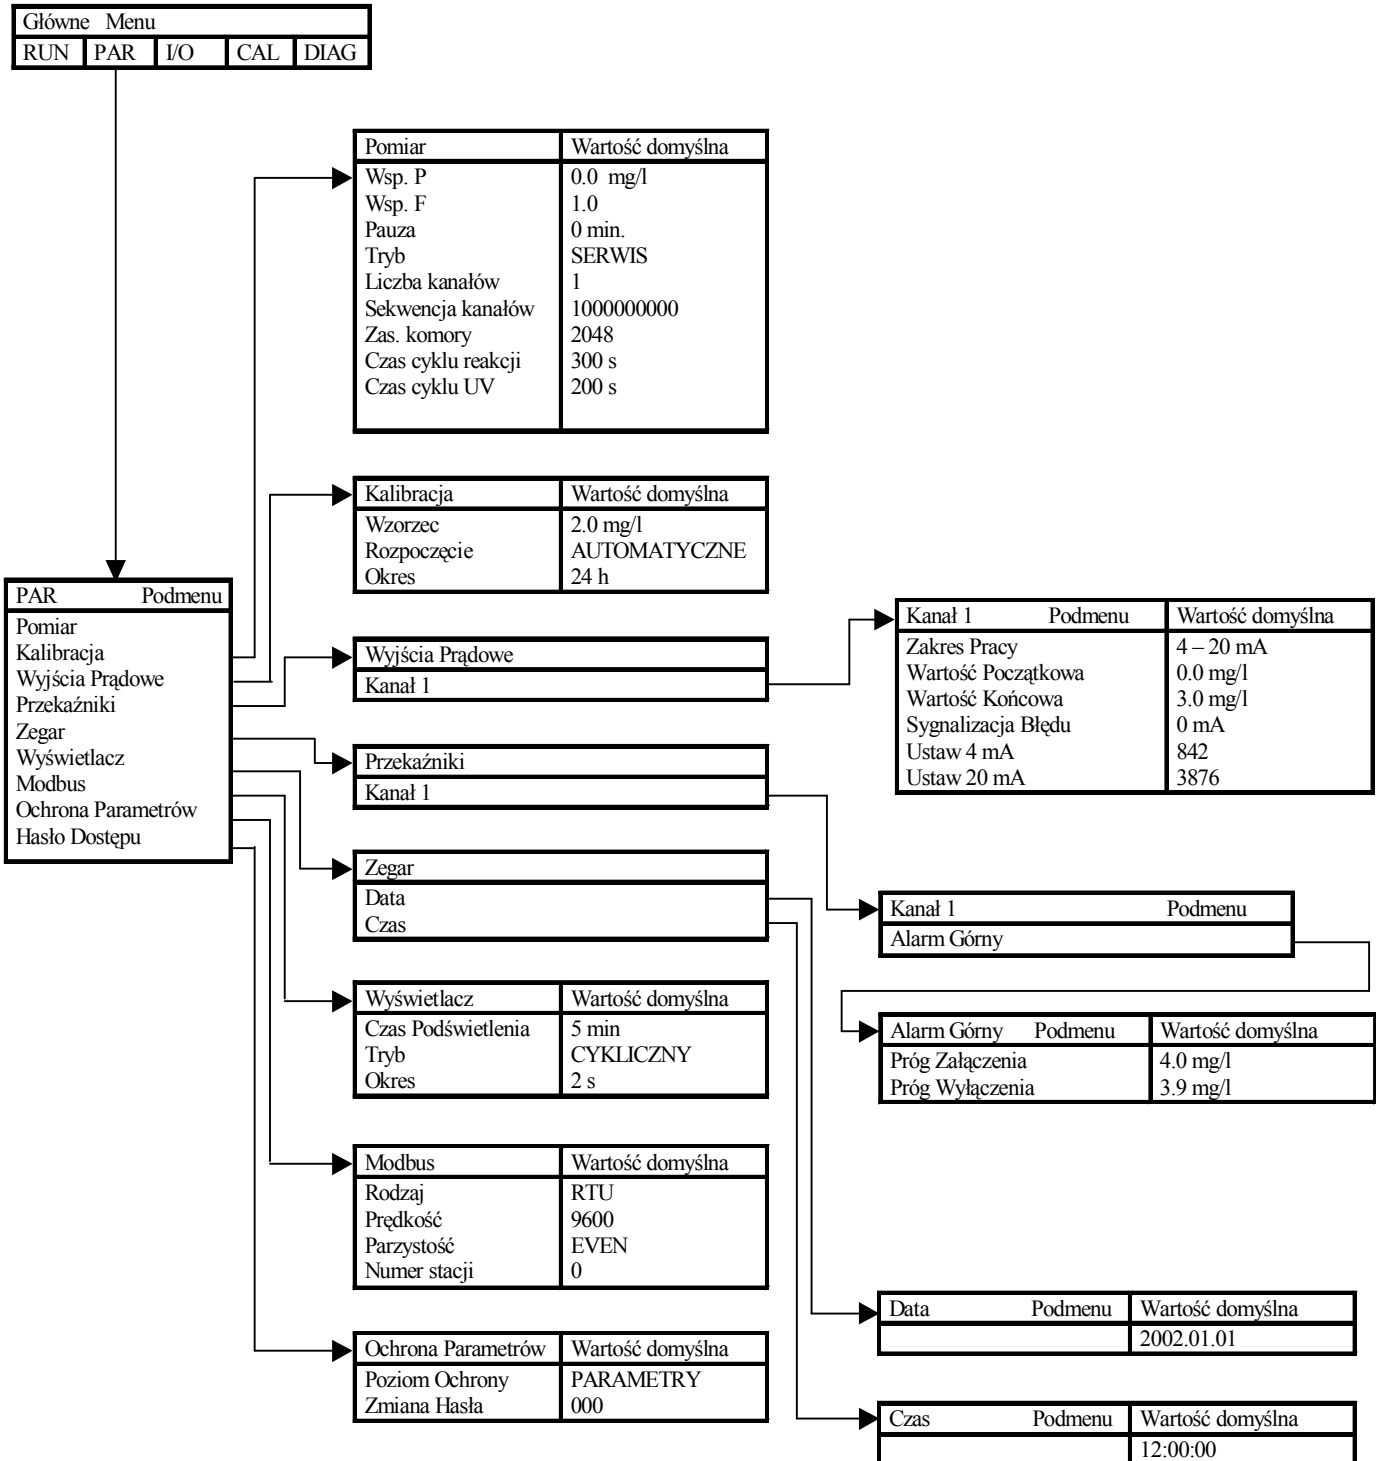 Główne Menu
RUN PAR I/O CAL DIAG
Pomiar Wartość domyślna
Wsp. P 0.0 mg/l
Wsp. F 1.0
Pauza 0 min.
Tryb SERWIS
Liczba kanałów 1
Sekwencja kanałów 1000000000
Zas. komory 2048
Czas cyklu reakcji 300 s
Czas cyklu UV 200 s
Kalibracja Wartość domyślna
Wzorzec 2.0 mg/l
Rozpoczęcie AUTOMATYCZNE
Okres 24 h
PAR Podmenu
Pomiar
Kalibracja
Wyjścia Prądowe
Przekaźniki
Zegar
Wyświetlacz
Modbus
Ochrona Parametrów
Hasło Dostępu
Wyjścia Prądowe
Kanał 1
Kanał 1 Podmenu Wartość domyślna
Zakres Pracy 4 – 20 mA
Wartość Początkowa 0.0 mg/l
Wartość Końcowa 3.0 mg/l
Sygnalizacja Błędu 0 mA
Ustaw 4 mA 842
Ustaw 20 mA 3876
Przekaźniki
Kanał 1
Zegar
Data
Czas
Kanał 1 Podmenu
Alarm Górny
Alarm Górny Podmenu Wartość domyślna
Próg Załączenia 4.0 mg/l
Próg Wyłączenia 3.9 mg/l
Wyświetlacz Wartość domyślna
Czas Podświetlenia 5 min
Tryb CYKLICZNY
Okres 2 s
Modbus Wartość domyślna
Rodzaj RTU
Prędkość 9600
Parzystość EVEN
Numer stacji 0
Data Podmenu Wartość domyślna
2002.01.01
Ochrona Parametrów Wartość domyślna
Poziom Ochrony PARAMETRY
Zmiana Hasła 000
Czas Podmenu Wartość domyślna
12:00:00